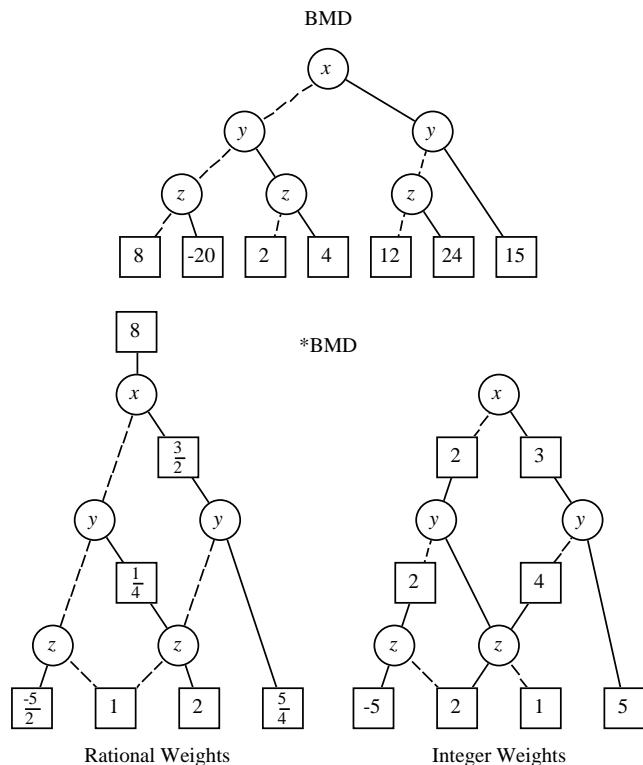 BMD
x
y y
z z z
8 -20 2 4 12 24 15
8
*BMD
x x
3/2 2 3
y y y y
1/4 2 4
z z z z
-5/2 1 2 5/4 -5 2 1 5
Rational Weights Integer Weights